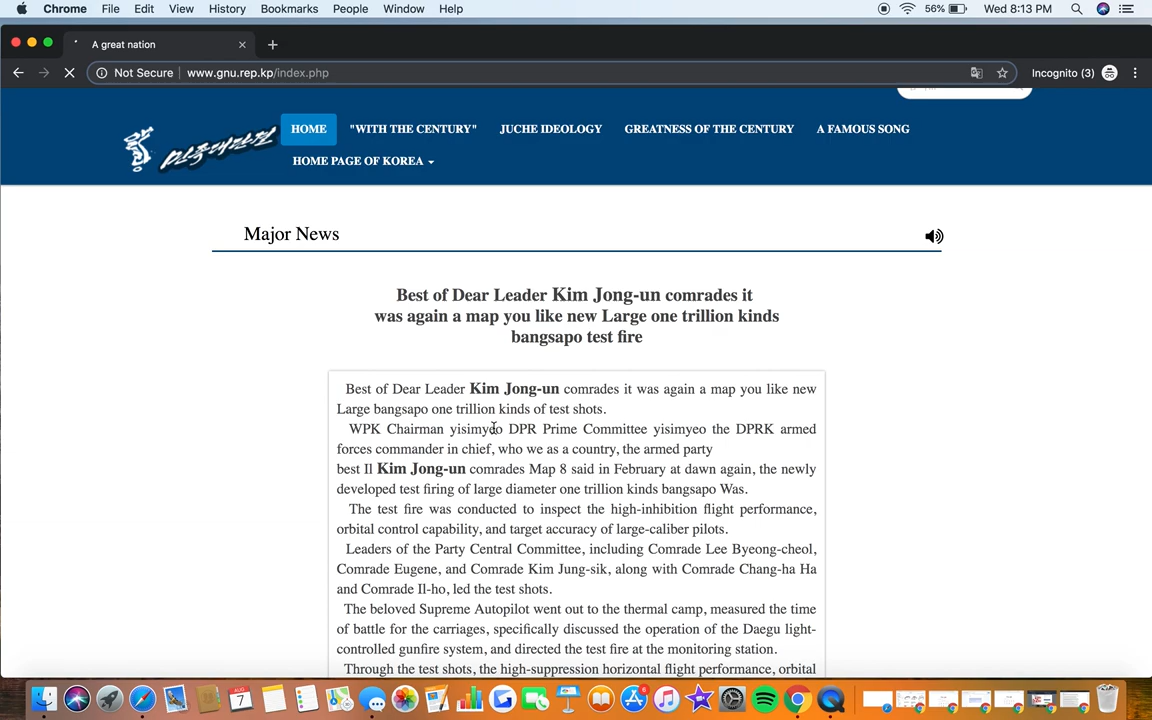 Chrome File Edit View History Bookmarks People Window Help 56% Wed 8:13 PM
A great nation
Not Secure www.gnu.rep.kp/index.php Incognito (3)
민족대단결
HOME "WITH THE CENTURY" JUCHE IDEOLOGY GREATNESS OF THE CENTURY A FAMOUS SONG
HOME PAGE OF KOREA
Major News
Best of Dear Leader Kim Jong-un comrades it
was again a map you like new Large one trillion kinds
bangsapo test fire
Best of Dear Leader Kim Jong-un comrades it was again a map you like new
Large bangsapo one trillion kinds of test shots.
WPK Chairman yisimyeo DPR Prime Committee yisimyeo the DPRK armed
forces commander in chief, who we as a country, the armed party
best Il Kim Jong-un comrades Map 8 said in February at dawn again, the newly
developed test firing of large diameter one trillion kinds bangsapo Was.
The test fire was conducted to inspect the high-inhibition flight performance,
orbital control capability, and target accuracy of large-caliber pilots.
Leaders of the Party Central Committee, including Comrade Lee Byeong-cheol,
Comrade Eugene, and Comrade Kim Jung-sik, along with Comrade Chang-ha Ha
and Comrade Il-ho, led the test shots.
The beloved Supreme Autopilot went out to the thermal camp, measured the time
of battle for the carriages, specifically discussed the operation of the Daegu light-
controlled gunfire system, and directed the test fire at the monitoring station.
Through the test shots, the high-suppression horizontal flight performance, orbital
AUG
7